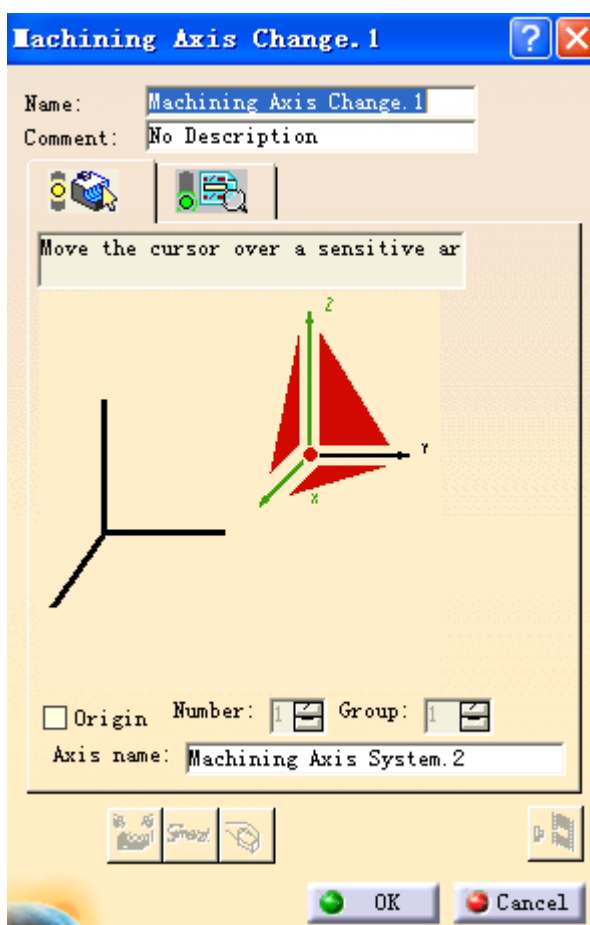 Machining Axis Change.1
Name: Machining Axis Change.1
Comment: No Description
Move the cursor over a sensitive ar
Z
Y
X
Origin Number: 1 Group: 1
Axis name: Machining Axis System.2
OK Cancel